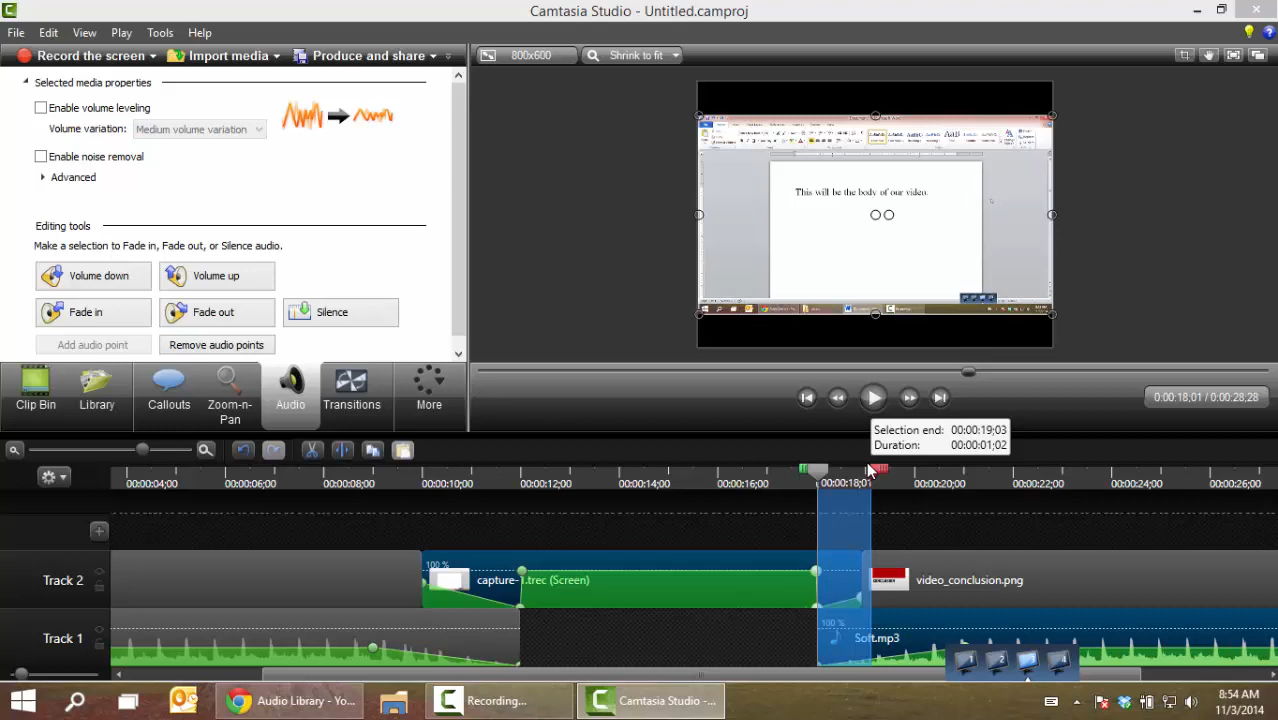 Camtasia Studio - Untitled.camproj
File Edit View Play Tools Help
Record the screen Import media Produce and share
800x600 Shrink to fit
Selected media properties
Enable volume leveling
Volume variation: Medium volume variation
Enable noise removal
Advanced
This will be the body of our video.
Editing tools
Make a selection to Fade in, Fade out, or Silence audio.
Volume down Volume up
Fade in Fade out Silence
Add audio point Remove audio points
Clip Bin Library Callouts Zoom-n-Pan Audio Transitions More
0:00:18,01 / 0:00:28,28
Selection end: 00:00:19;03
Duration: 00:00:01;02
00:00:04;00 00:00:06;00 00:00:08;00 00:00:10;00 00:00:12;00 00:00:14;00 00:00:16;00 00:00:18;01 00:00:20;00 00:00:22;00 00:00:24;00 00:00:26;00
100 %
Track 2 capture-1.trec (Screen) CONCLUSION video_conclusion.png
100 %
Track 1 Soft.mp3
1 2 3 4
Audio Library - Yo... Recording... Camtasia Studio -...
8:54 AM
11/3/2014